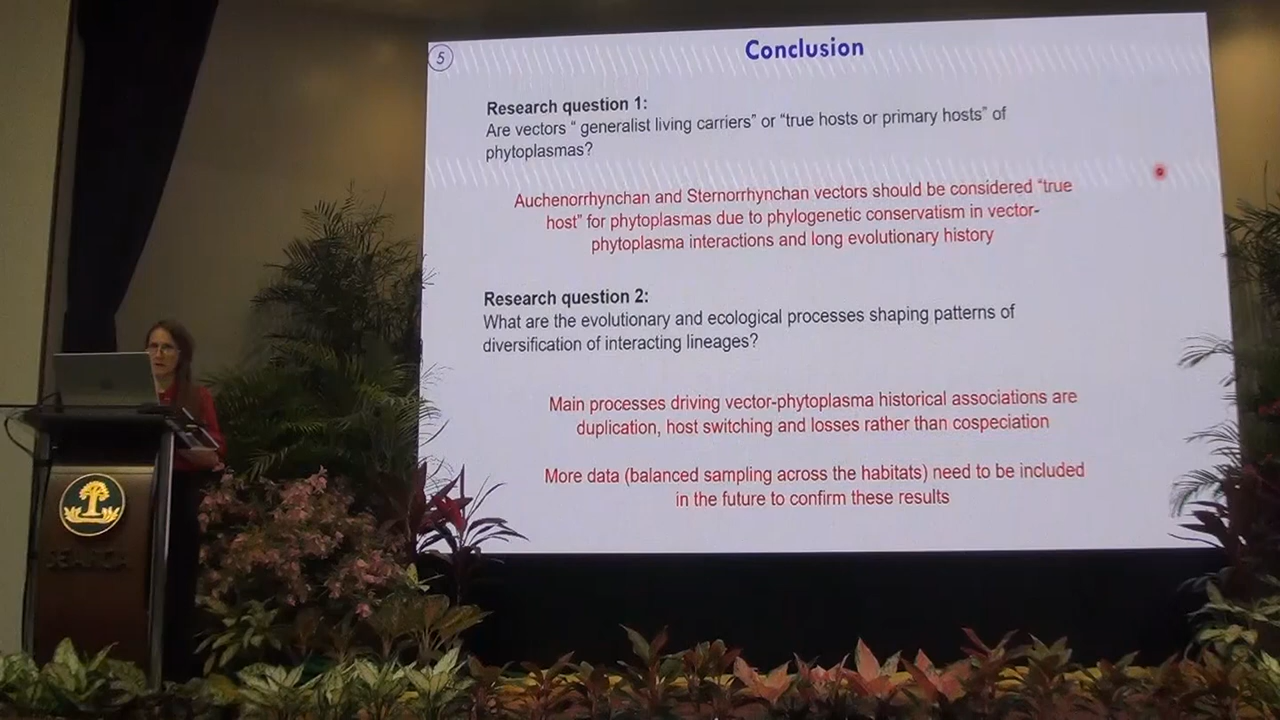 5
Conclusion
Research question 1:
Are vectors “ generalist living carriers” or “true hosts or primary hosts” of
phytoplasmas?
Auchenorrhynchan and Sternorrhynchan vectors should be considered “true
host” for phytoplasmas due to phylogenetic conservatism in vector-
phytoplasma interactions and long evolutionary history
Research question 2:
What are the evolutionary and ecological processes shaping patterns of
diversification of interacting lineages?
Main processes driving vector-phytoplasma historical associations are
duplication, host switching and losses rather than cospeciation
More data (balanced sampling across the habitats) need to be included
in the future to confirm these results